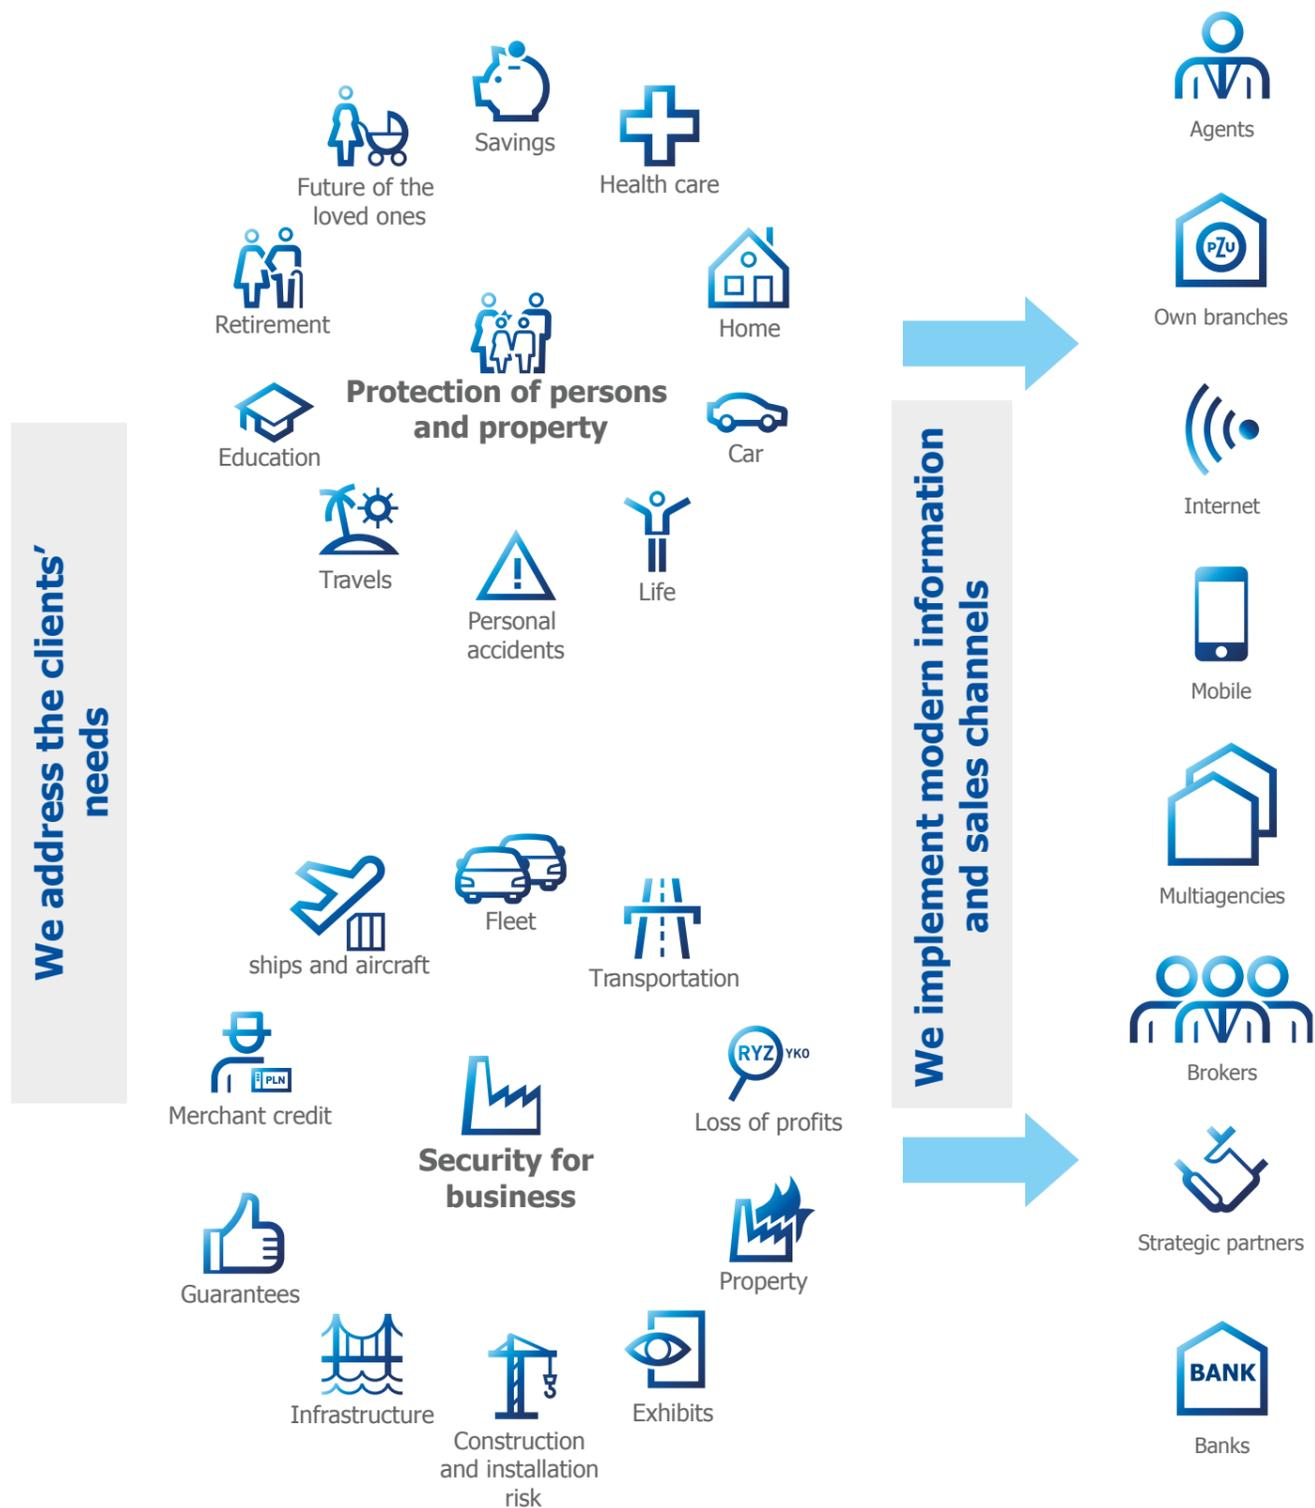 We address the clients'
needs
Savings
Future of the
loved ones
Health care
Retirement
Home
Protection of persons
and property
Education
Car
Travels
Personal
accidents
Life
Fleet
ships and aircraft
Transportation
PLN
Merchant credit
RYZ YKO
Loss of profits
Security for
business
Guarantees
Property
Infrastructure
Construction
and installation
risk
Exhibits
We implement modern information
and sales channels
Agents
PZU
Own branches
Internet
Mobile
Multiagencies
Brokers
Strategic partners
BANK
Banks